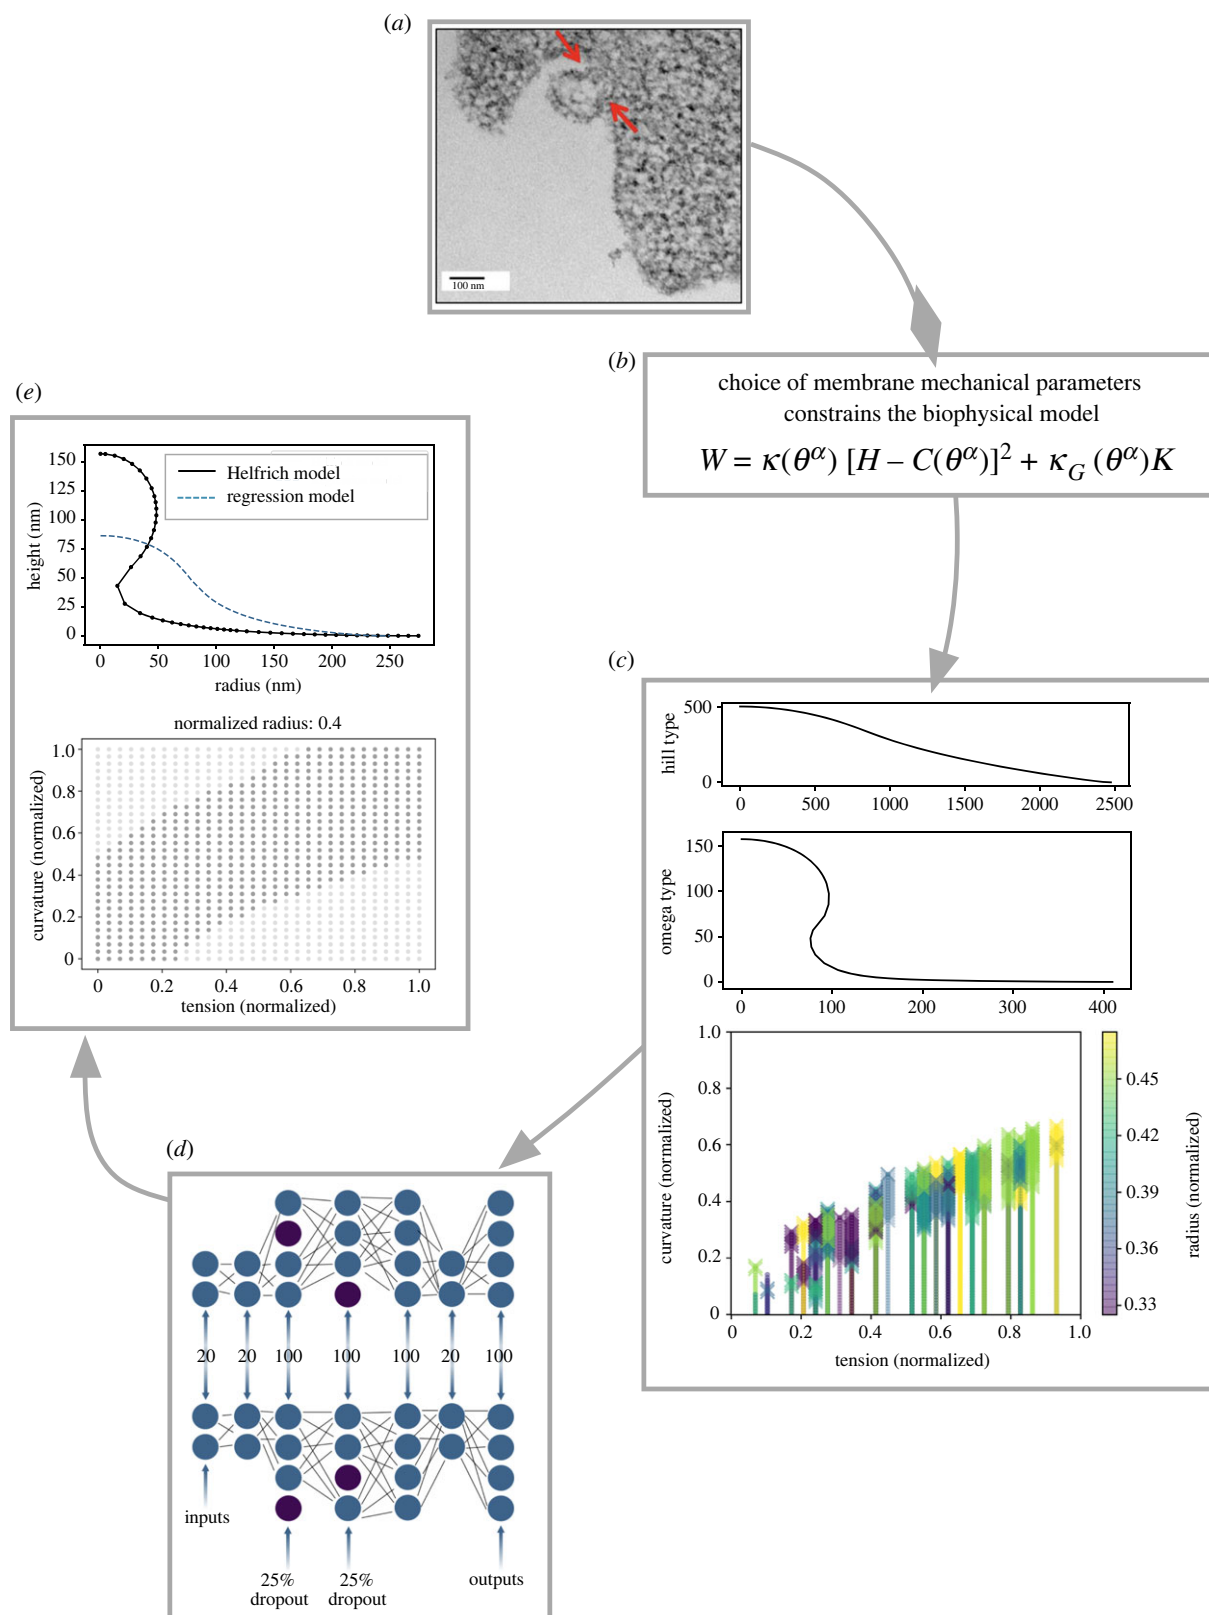 (a)
100 nm
(b)
choice of membrane mechanical parameters
constrains the biophysical model
W = κ(θ^α) [H – C(θ^α)]² + κ_G (θ^α)K
(c)
hill type
500
0
0 500 1000 1500 2000 2500
omega type
150
100
50
0
0 100 200 300 400
curvature (normalized)
1.0
0.8
0.6
0.4
0.2
0
0 0.2 0.4 0.6 0.8 1.0
tension (normalized)
0.45
0.42
0.39
0.36
0.33
radius (normalized)
(d)
20 20 100 100 100 20 100
inputs
25%
dropout
25%
dropout
outputs
(e)
height (nm)
150
125
100
75
50
25
0
Helfrich model
regression model
0 50 100 150 200 250
radius (nm)
normalized radius: 0.4
curvature (normalized)
1.0
0.8
0.6
0.4
0.2
0
0 0.2 0.4 0.6 0.8 1.0
tension (normalized)